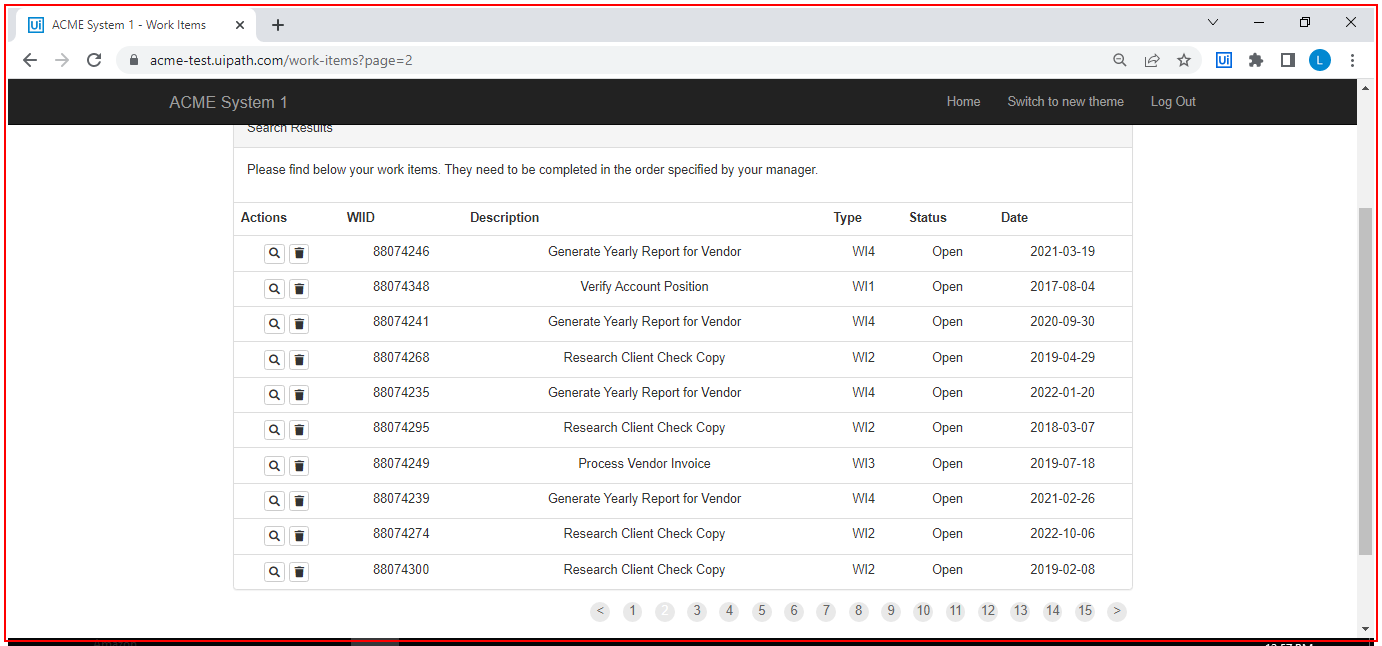 Ui ACME System 1 - Work Items
acme-test.uipath.com/work-items?page=2 Ui L
ACME System 1 Home Switch to new theme Log Out
Search Results
Please find below your work items. They need to be completed in the order specified by your manager.
Actions WIID Description Type Status Date
88074246 Generate Yearly Report for Vendor WI4 Open 2021-03-19
88074348 Verify Account Position WI1 Open 2017-08-04
88074241 Generate Yearly Report for Vendor WI4 Open 2020-09-30
88074268 Research Client Check Copy WI2 Open 2019-04-29
88074235 Generate Yearly Report for Vendor WI4 Open 2022-01-20
88074295 Research Client Check Copy WI2 Open 2018-03-07
88074249 Process Vendor Invoice WI3 Open 2019-07-18
88074239 Generate Yearly Report for Vendor WI4 Open 2021-02-26
88074274 Research Client Check Copy WI2 Open 2022-10-06
88074300 Research Client Check Copy WI2 Open 2019-02-08
< 1 2 3 4 5 6 7 8 9 10 11 12 13 14 15 >